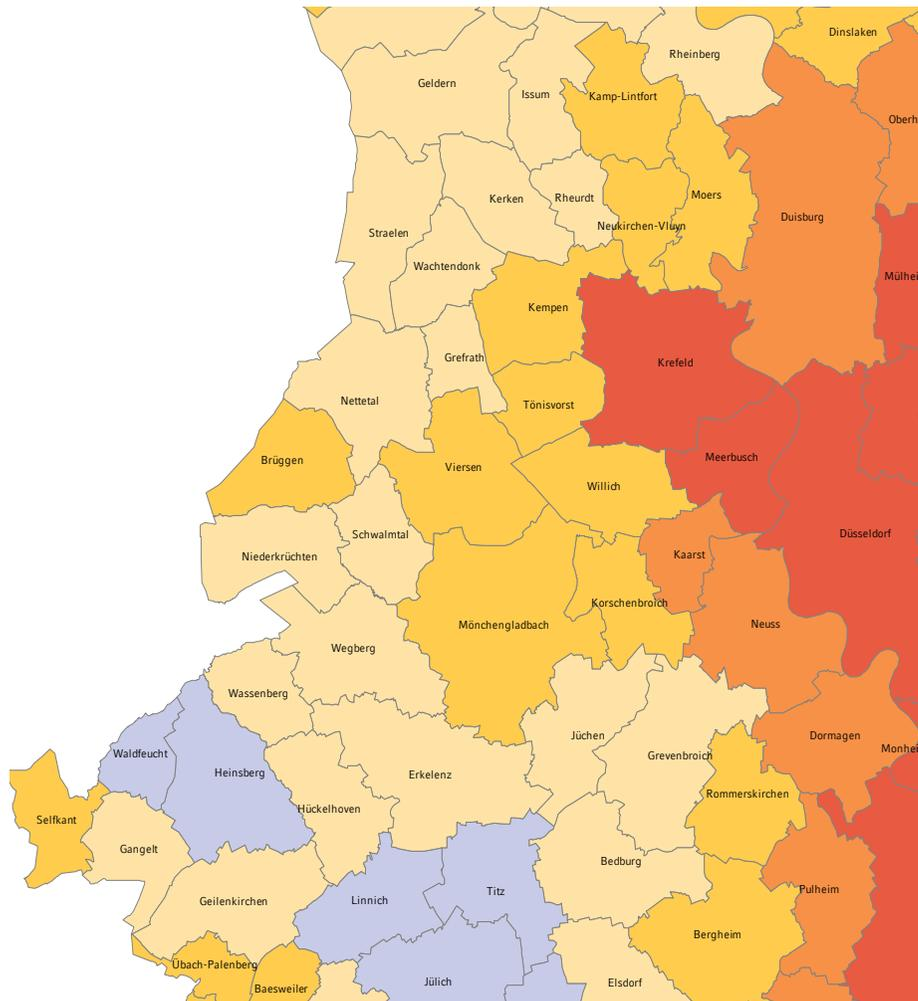 Dinslaken
Rheinberg
Geldern
Issum
Kamp-Lintfort
Oberh
Moers
Kerken
Rheurdt
Duisburg
Neukirchen-Vluyn
Straelen
Wachtendonk
Mülhei
Kempen
Grefrath
Krefeld
Nettetal
Tönisvorst
Meerbusch
Brüggen
Viersen
Willich
Schwalmtal
Düsseldorf
Niederkrüchten
Kaarst
Korschenbroich
Mönchengladbach
Neuss
Wegberg
Wassenberg
Jüchen
Dormagen
Monhei
Waldfeucht
Grevenbroich
Heinsberg
Erkelenz
Rommerskirchen
Hückelhoven
Selfkant
Gangelt
Bedburg
Pulheim
Titz
Linnich
Geilenkirchen
Bergheim
Übach-Palenberg
Jülich
Elsdorf
Baesweiler